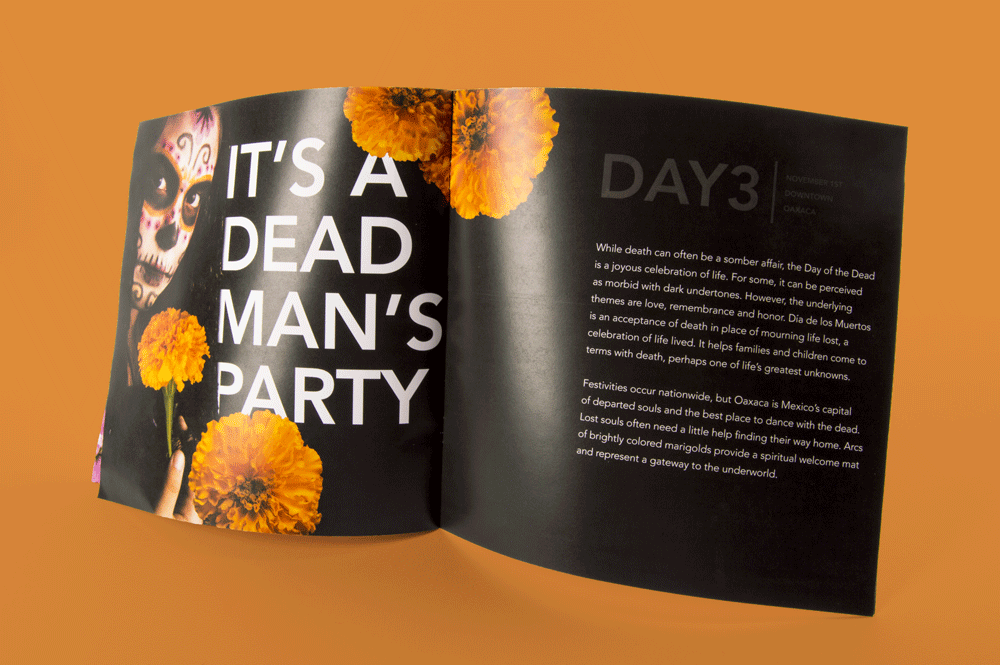 IT'S A
DEAD
MAN'S
PARTY
DAY3
NOVEMBER 1ST
DOWNTOWN
OAXACA
While death can often be a somber affair, the Day of the Dead
is a joyous celebration of life. For some, it can be perceived
as morbid with dark undertones. However, the underlying
themes are love, remembrance and honor. Día de los Muertos
is an acceptance of death in place of mourning life lost, a
celebration of life lived. It helps families and children come to
terms with death, perhaps one of life's greatest unknowns.
Festivities occur nationwide, but Oaxaca is Mexico's capital
of departed souls and the best place to dance with the dead.
Lost souls often need a little help finding their way home. Arcs
of brightly colored marigolds provide a spiritual welcome mat
and represent a gateway to the underworld.